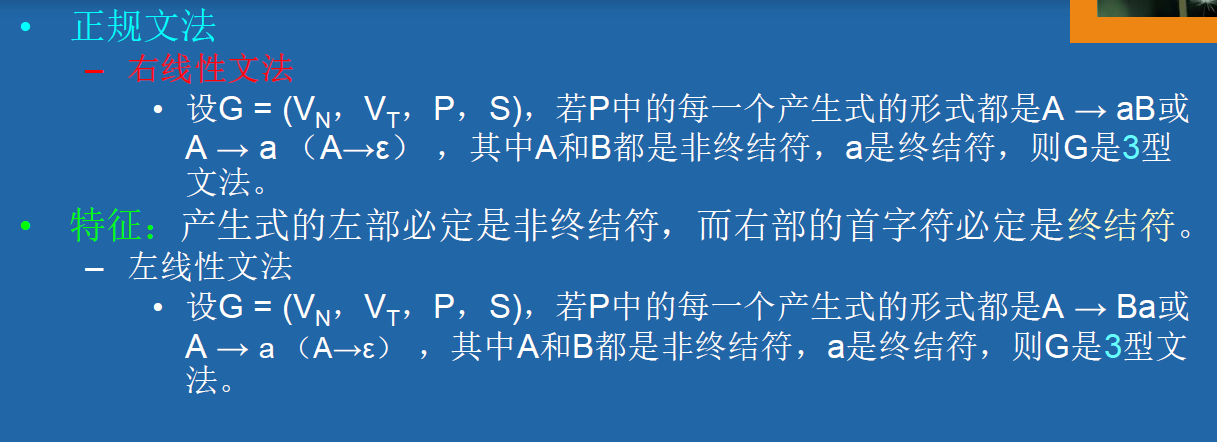 • 正规文法
– 右线性文法
• 设G = (VN，VT，P，S)，若P中的每一个产生式的形式都是A → aB或
A → a （A→ε） ，其中A和B都是非终结符，a是终结符，则G是3型
文法。
• 特征：产生式的左部必定是非终结符，而右部的首字符必定是终结符。
– 左线性文法
• 设G = (VN，VT，P，S)，若P中的每一个产生式的形式都是A → Ba或
A → a （A→ε） ，其中A和B都是非终结符，a是终结符，则G是3型文
法。